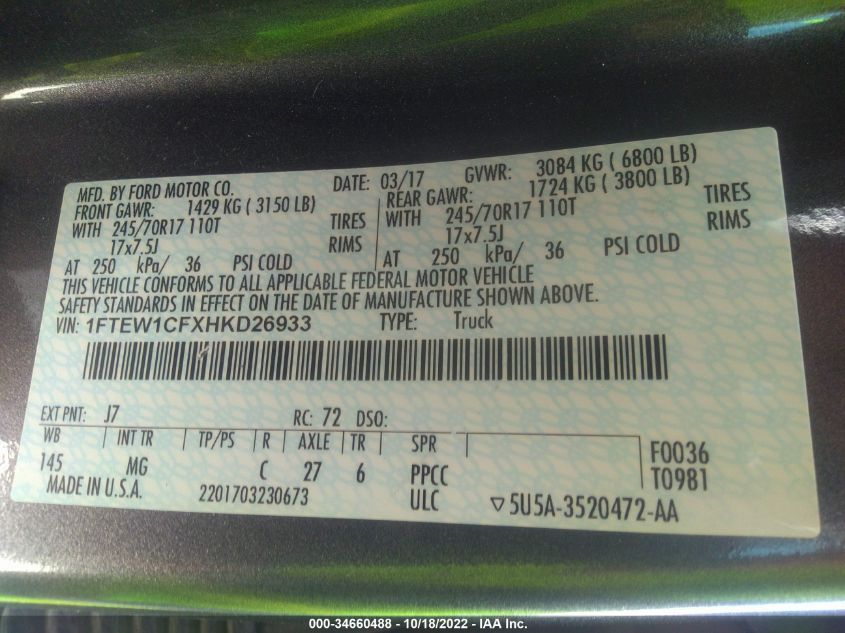 MFD. BY FORD MOTOR CO. DATE: 03/17 GVWR: 3084 KG ( 6800 LB)
FRONT GAWR: 1429 KG ( 3150 LB) REAR GAWR: 1724 KG ( 3800 LB)
WITH 245/70R17 110T TIRES WITH 245/70R17 110T TIRES
17x7.5J RIMS 17x7.5J RIMS
AT 250 kPa/ 36 PSI COLD AT 250 kPa/ 36 PSI COLD
THIS VEHICLE CONFORMS TO ALL APPLICABLE FEDERAL MOTOR VEHICLE
SAFETY STANDARDS IN EFFECT ON THE DATE OF MANUFACTURE SHOWN ABOVE.
VIN: 1FTEW1CFXHKD26933 TYPE: Truck
EXT PNT: J7 RC: 72 DSO:
WB INT TR TP/PS R AXLE TR SPR F0036
145 MG C 27 6 PPCC T0981
MADE IN U.S.A. 2201703230673 ULC ▽5U5A-3520472-AA
000-34660488 - 10/18/2022 - IAA Inc.